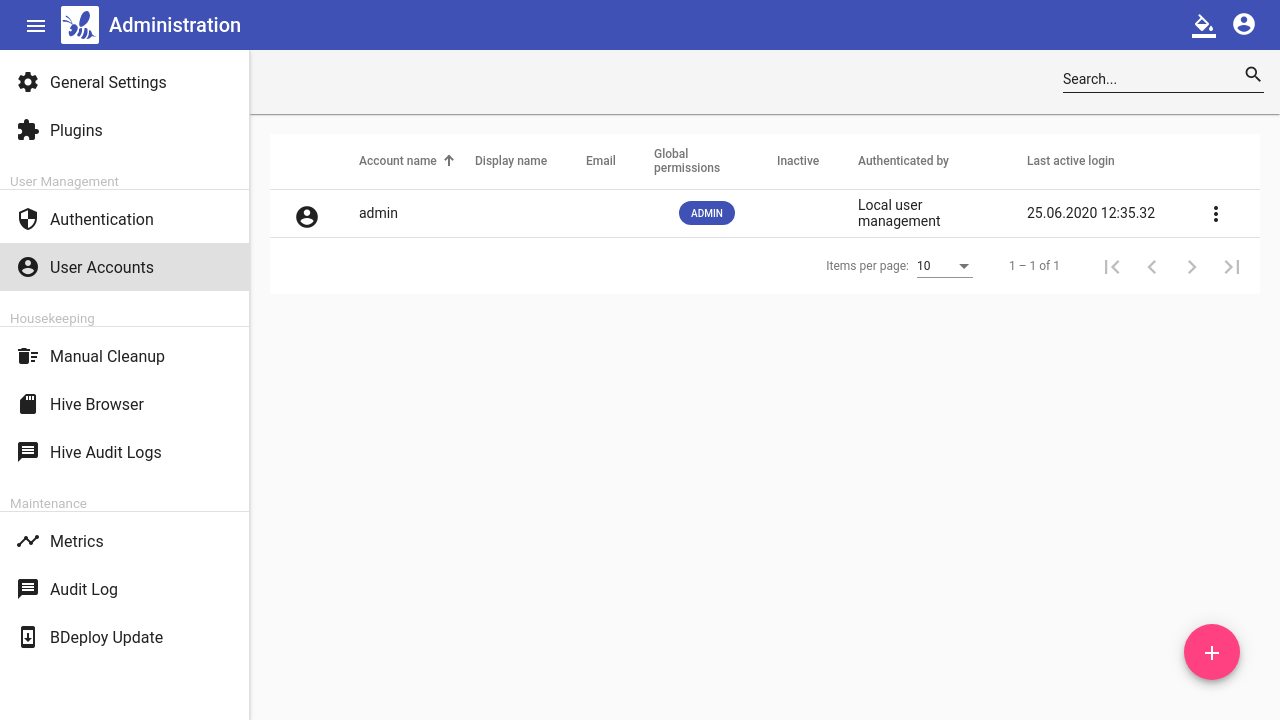 Administration
General Settings
Plugins
User Management
Authentication
User Accounts
Housekeeping
Manual Cleanup
Hive Browser
Hive Audit Logs
Maintenance
Metrics
Audit Log
BDeploy Update
Search...
Account name Display name Email Global permissions Inactive Authenticated by Last active login
admin ADMIN Local user management 25.06.2020 12:35.32
Items per page: 10 1 – 1 of 1